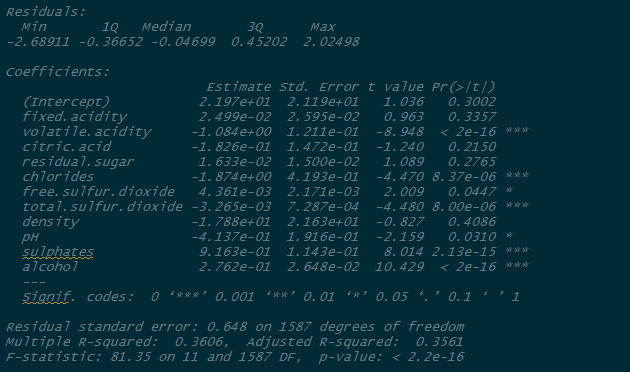 Residuals:
Min 1Q Median 3Q Max
-2.68911 -0.36652 -0.04699 0.45202 2.02498
Coefficients:
Estimate Std. Error t value Pr(>|t|)
(Intercept) 2.197e+01 2.119e+01 1.036 0.3002
fixed.acidity 2.499e-02 2.595e-02 0.963 0.3357
volatile.acidity -1.084e+00 1.211e-01 -8.948 < 2e-16 ***
citric.acid -1.826e-01 1.472e-01 -1.240 0.2150
residual.sugar 1.633e-02 1.500e-02 1.089 0.2765
chlorides -1.874e+00 4.193e-01 -4.470 8.37e-06 ***
free.sulfur.dioxide 4.361e-03 2.171e-03 2.009 0.0447 *
total.sulfur.dioxide -3.265e-03 7.287e-04 -4.480 8.00e-06 ***
density -1.788e+01 2.163e+01 -0.827 0.4086
pH -4.137e-01 1.916e-01 -2.159 0.0310 *
sulphates 9.163e-01 1.143e-01 8.014 2.13e-15 ***
alcohol 2.762e-01 2.648e-02 10.429 < 2e-16 ***
---
Signif. codes: 0 ‘***’ 0.001 ‘**’ 0.01 ‘*’ 0.05 ‘.’ 0.1 ‘ ’ 1
Residual standard error: 0.648 on 1587 degrees of freedom
Multiple R-squared: 0.3606, Adjusted R-squared: 0.3561
F-statistic: 81.35 on 11 and 1587 DF, p-value: < 2.2e-16